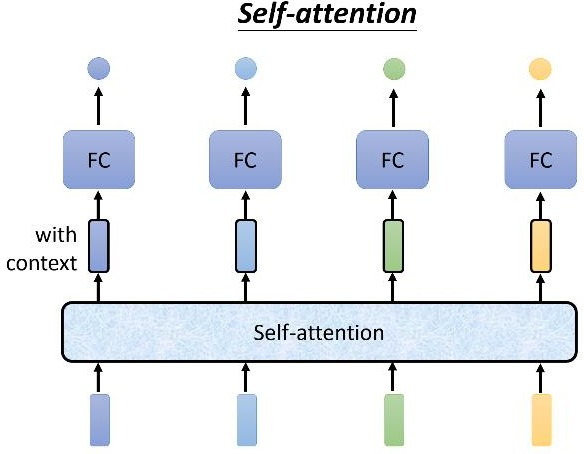 Self-attention
FC
FC
FC
FC
with
context
Self-attention